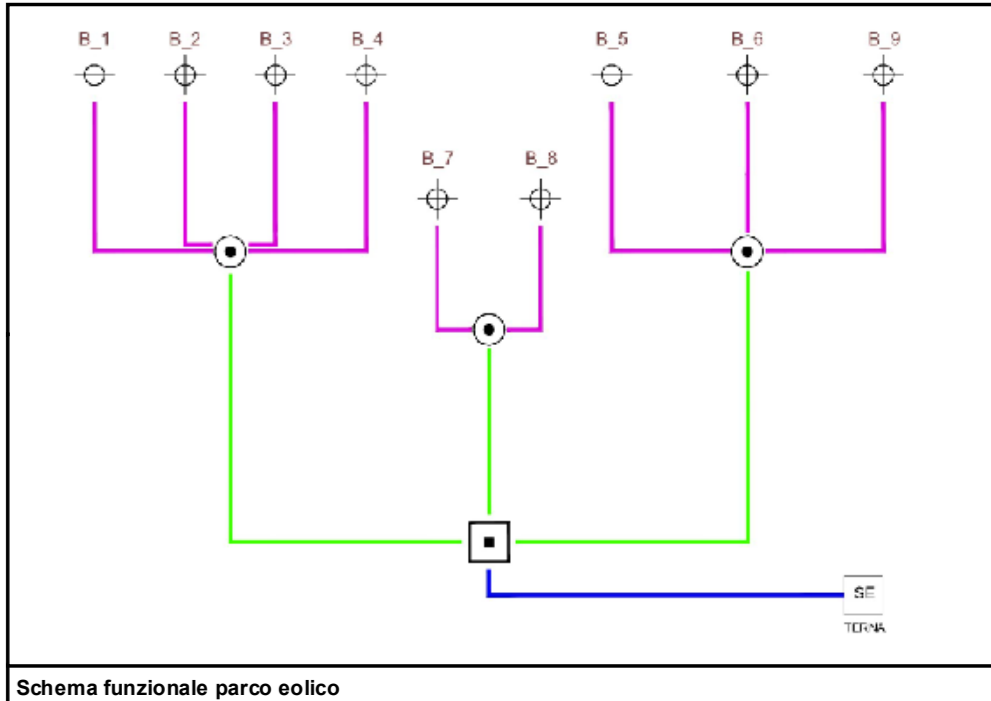 B_1 B_2 B_3 B_4 B_5 B_6 B_9
B_7 B_8
SE
TERNA
Schema funzionale parco eolico